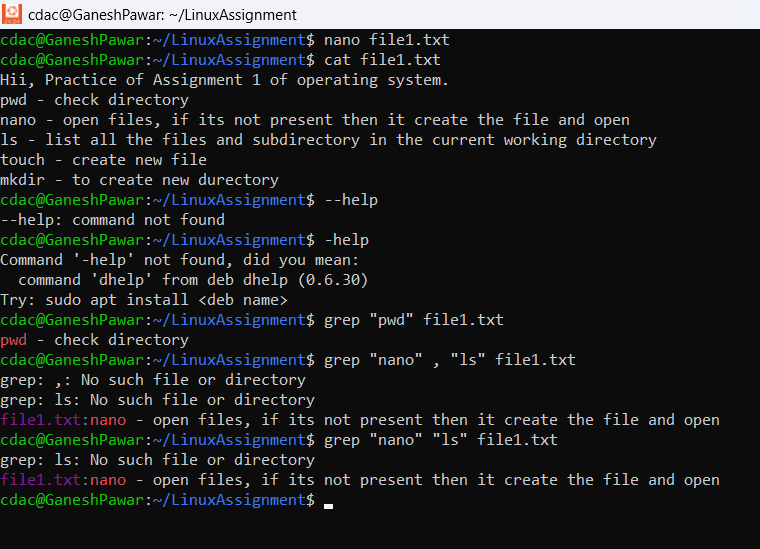 cdac@GaneshPawar: ~/LinuxAssignment
cdac@GaneshPawar:~/LinuxAssignment$ nano file1.txt
cdac@GaneshPawar:~/LinuxAssignment$ cat file1.txt
Hii, Practice of Assignment 1 of operating system.
pwd - check directory
nano - open files, if its not present then it create the file and open
ls - list all the files and subdirectory in the current working directory
touch - create new file
mkdir - to create new durectory
cdac@GaneshPawar:~/LinuxAssignment$ --help
--help: command not found
cdac@GaneshPawar:~/LinuxAssignment$ -help
Command '-help' not found, did you mean:
  command 'dhelp' from deb dhelp (0.6.30)
Try: sudo apt install <deb name>
cdac@GaneshPawar:~/LinuxAssignment$ grep "pwd" file1.txt
pwd - check directory
cdac@GaneshPawar:~/LinuxAssignment$ grep "nano" , "ls" file1.txt
grep: ,: No such file or directory
grep: ls: No such file or directory
file1.txt:nano - open files, if its not present then it create the file and open
cdac@GaneshPawar:~/LinuxAssignment$ grep "nano" "ls" file1.txt
grep: ls: No such file or directory
file1.txt:nano - open files, if its not present then it create the file and open
cdac@GaneshPawar:~/LinuxAssignment$